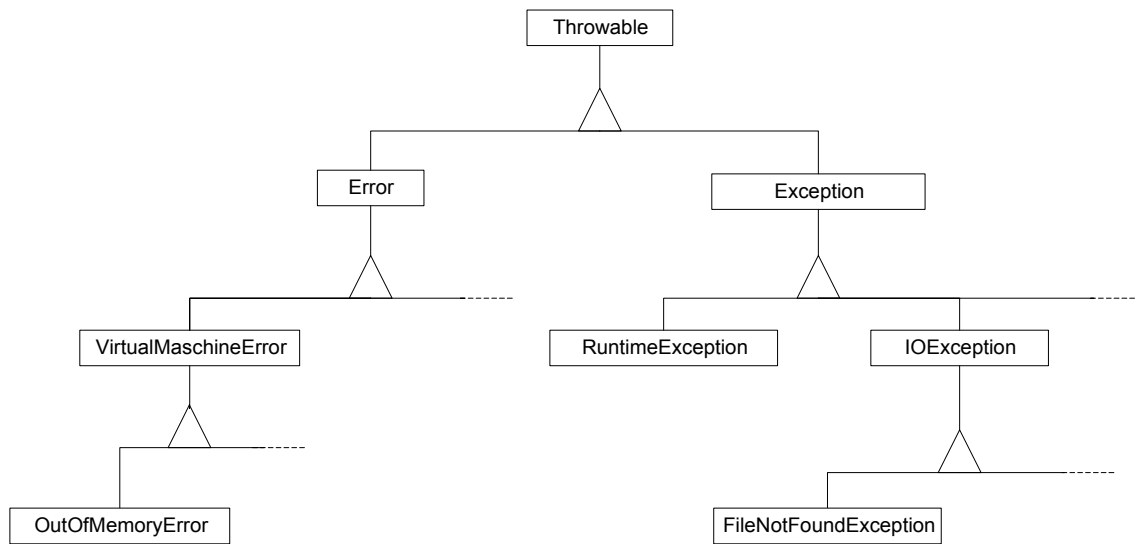 Throwable
Error
Exception
VirtualMaschineError
RuntimeException
IOException
OutOfMemoryError
FileNotFoundException